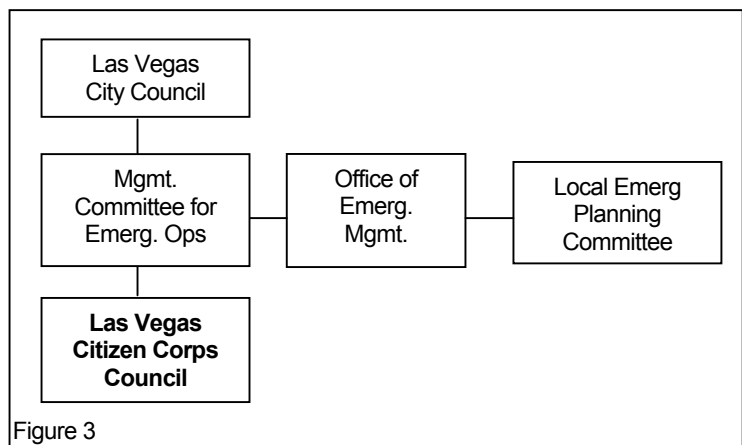 Las Vegas
City Council
Mgmt.
Committee for
Emerg. Ops
Office of
Emerg.
Mgmt.
Local Emerg
Planning
Committee
Las Vegas
Citizen Corps
Council
Figure 3